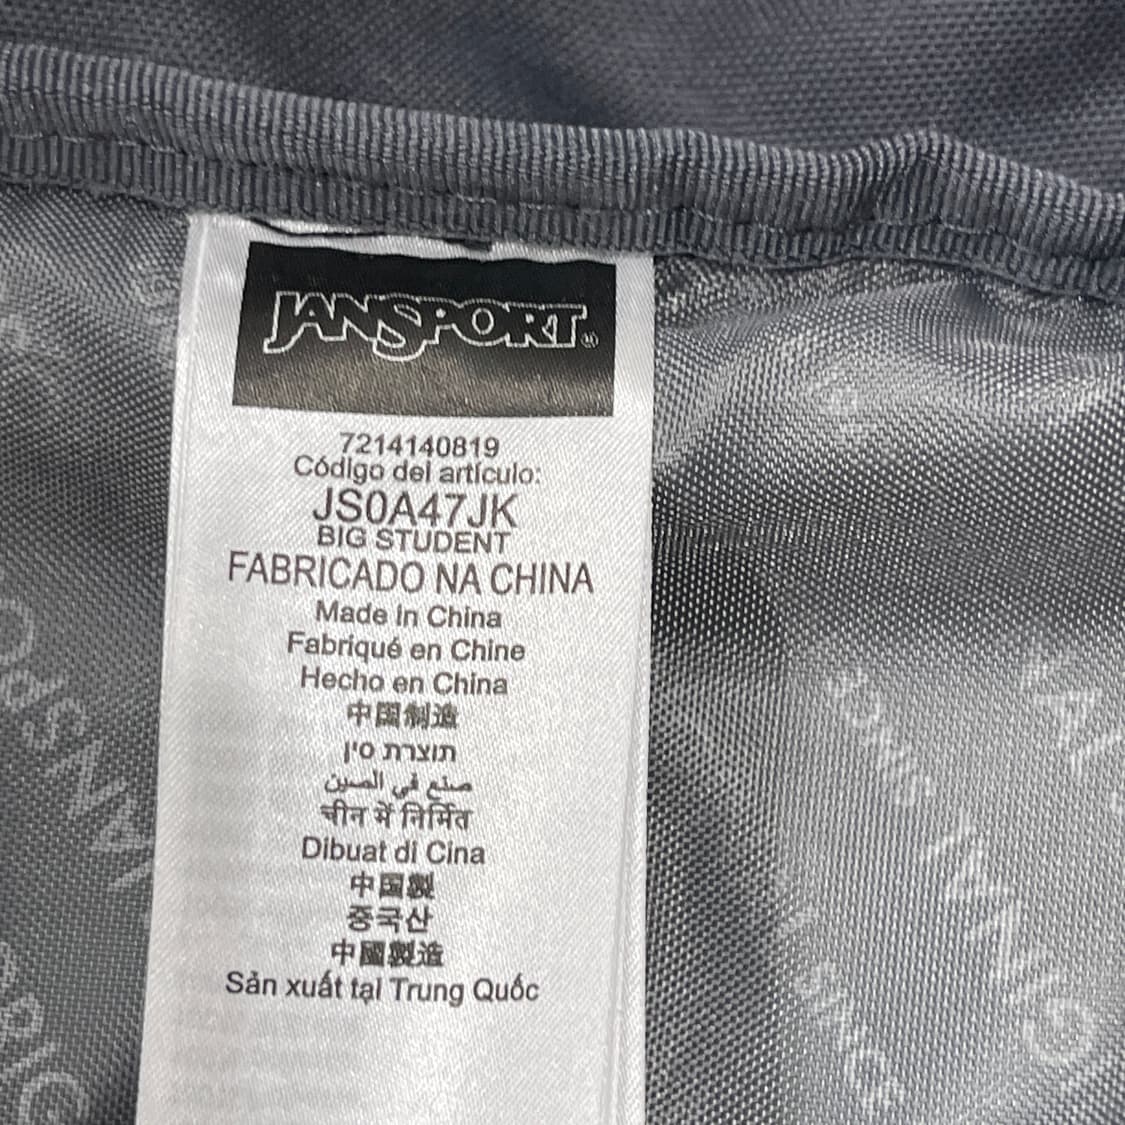 JANSPORT®
7214140819
Código del artículo:
JS0A47JK
BIG STUDENT
FABRICADO NA CHINA
Made in China
Fabriqué en Chine
Hecho en China
中国制造
תוצרת סין
صنع في الصين
चीन में निर्मित
Dibuat di Cina
中国製
중국산
中國製造
Sản xuất tại Trung Quốc